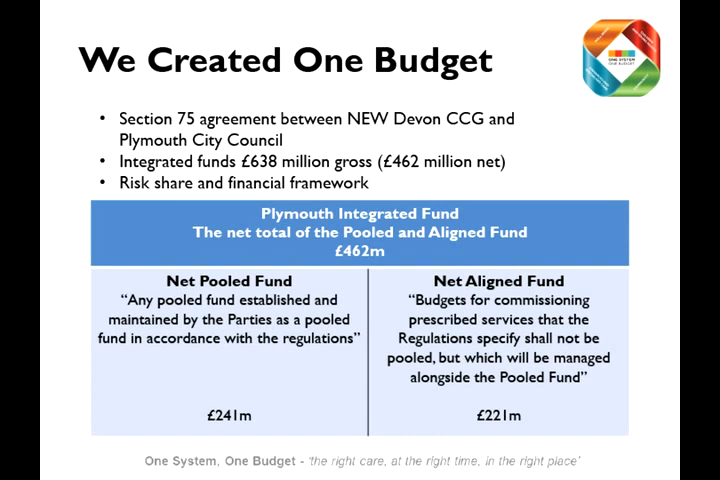 We Created One Budget
ONE SYSTEM
ONE BUDGET
• Section 75 agreement between NEW Devon CCG and
Plymouth City Council
• Integrated funds £638 million gross (£462 million net)
• Risk share and financial framework
Plymouth Integrated Fund
The net total of the Pooled and Aligned Fund
£462m
Net Pooled Fund
“Any pooled fund established and
maintained by the Parties as a pooled
fund in accordance with the regulations”
£241m
Net Aligned Fund
“Budgets for commissioning
prescribed services that the
Regulations specify shall not be
pooled, but which will be managed
alongside the Pooled Fund”
£221m
One System, One Budget - ‘the right care, at the right time, in the right place’